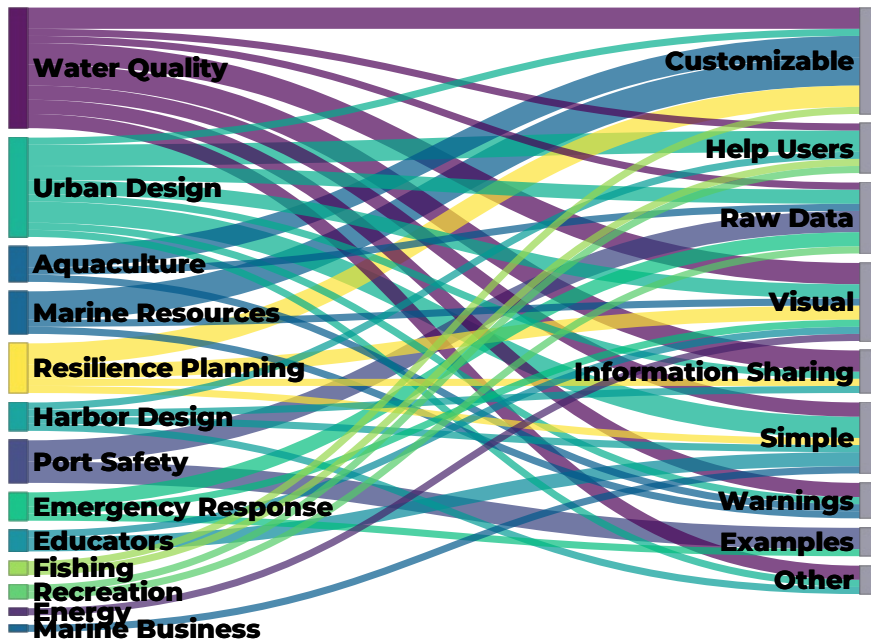 Water Quality
Urban Design
Aquaculture
Marine Resources
Resilience Planning
Harbor Design
Port Safety
Emergency Response
Educators
Fishing
Recreation
Energy
Marine Business
Customizable
Help Users
Raw Data
Visual
Information Sharing
Simple
Warnings
Examples
Other